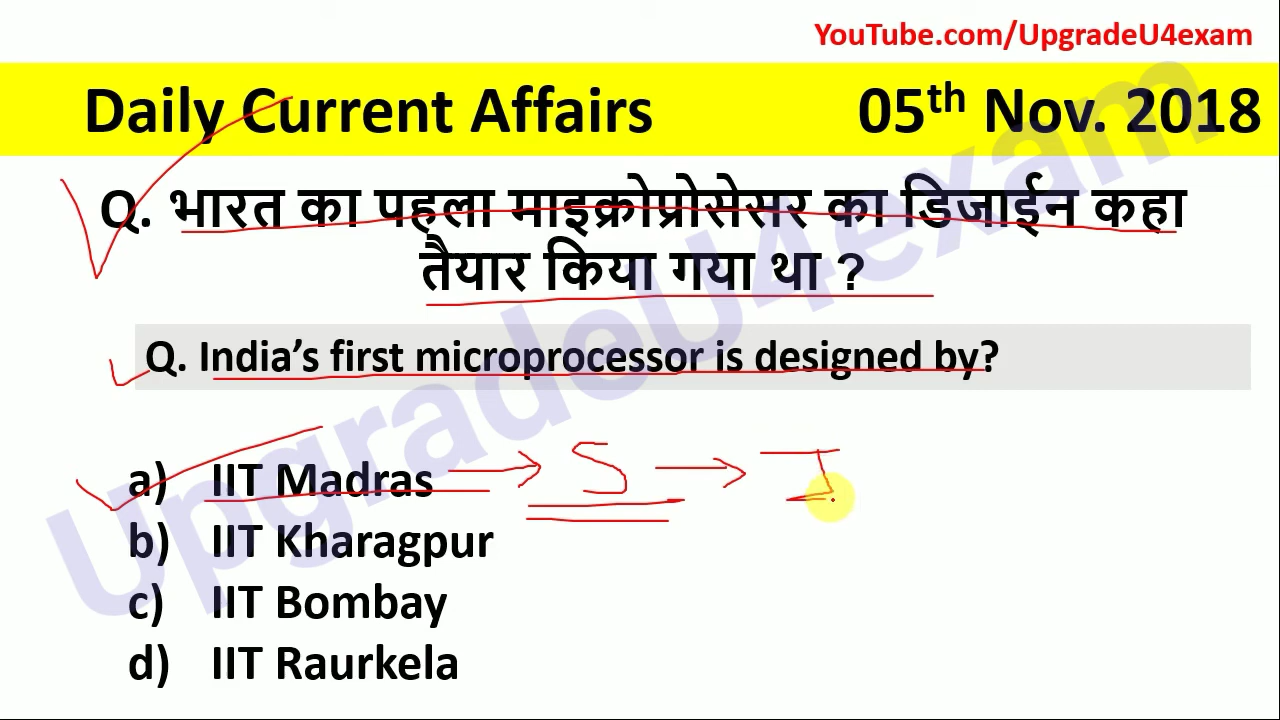 YouTube.com/UpgradeU4exam
Daily Current Affairs 05th Nov. 2018
Q. भारत का पहला माइक्रोप्रोसेसर का डिजाईन कहा
तैयार किया गया था ?
Q. India’s first microprocessor is designed by?
a) IIT Madras → S → I
b) IIT Kharagpur
c) IIT Bombay
d) IIT Raurkela
UpgradeU4exam